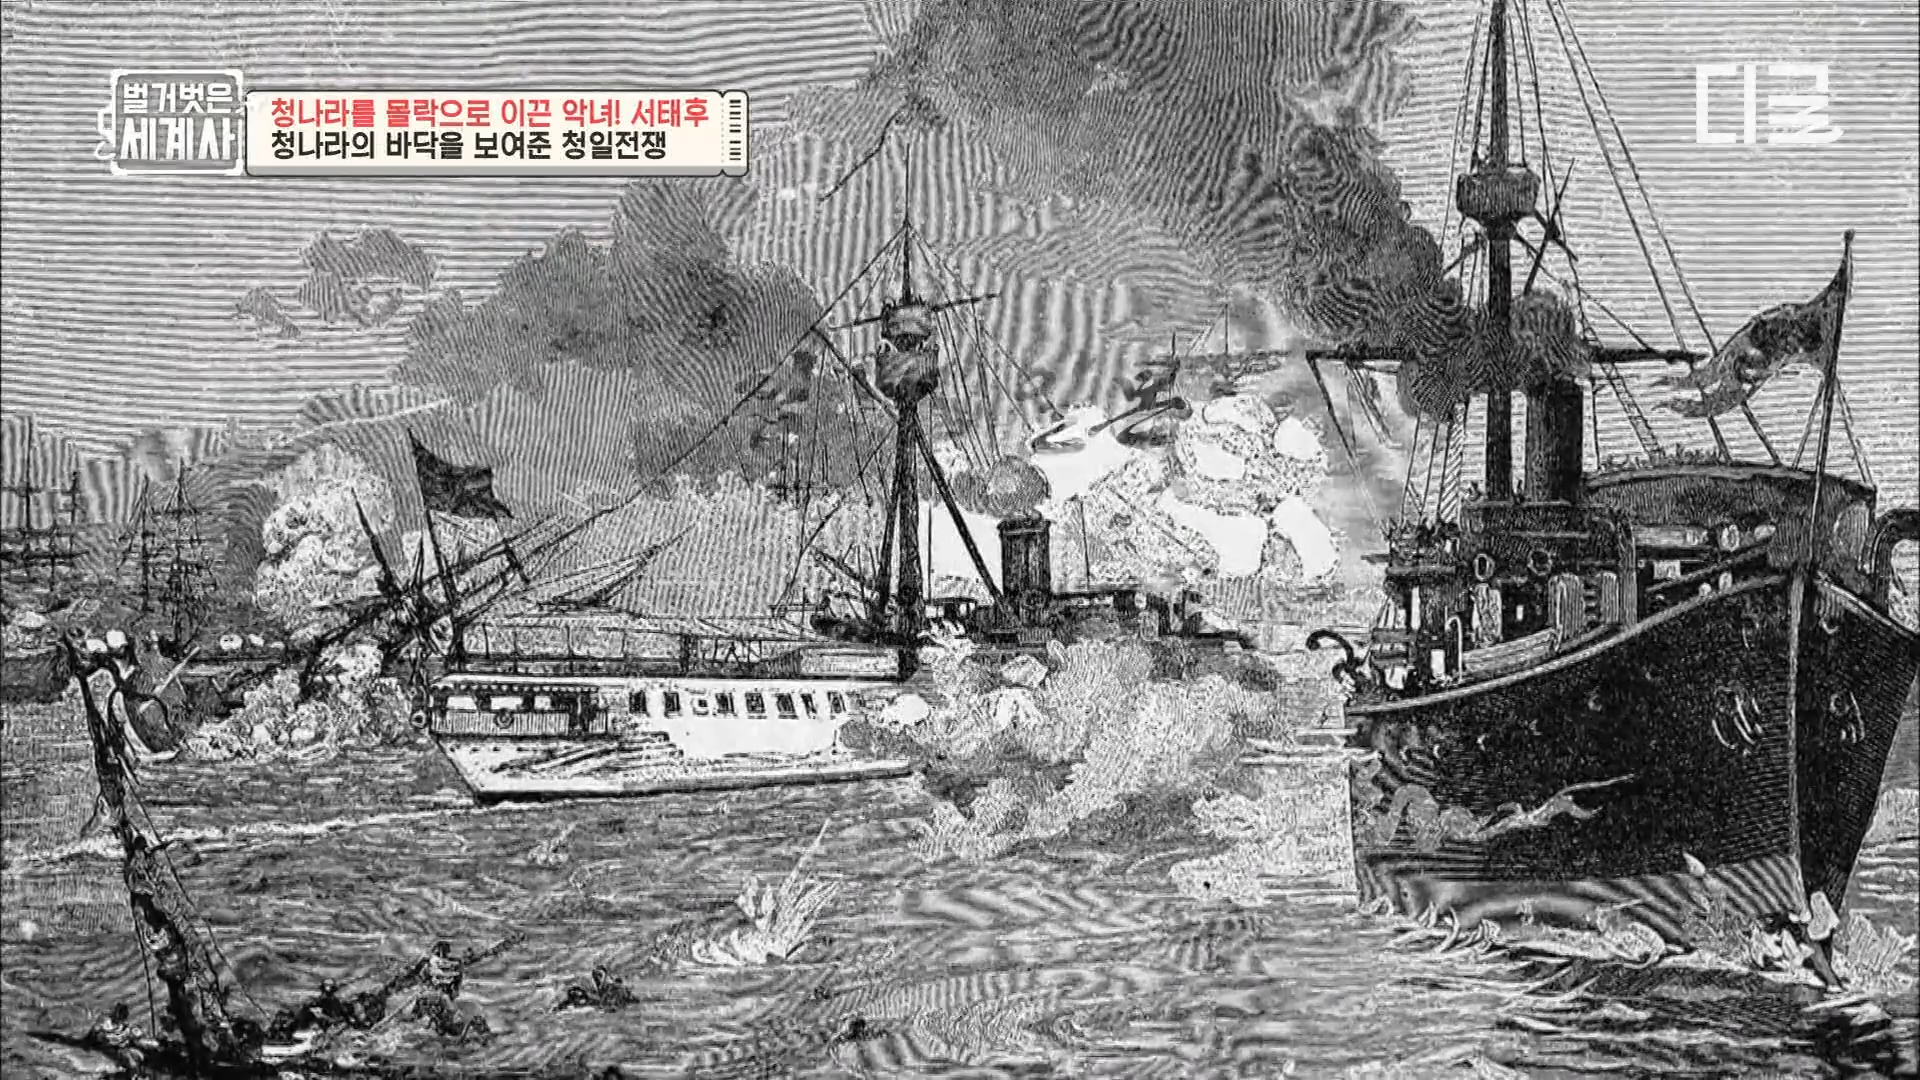 벌거벗은
세계사
청나라를 몰락으로 이끈 악녀! 서태후
청나라의 바닥을 보여준 청일전쟁
디글